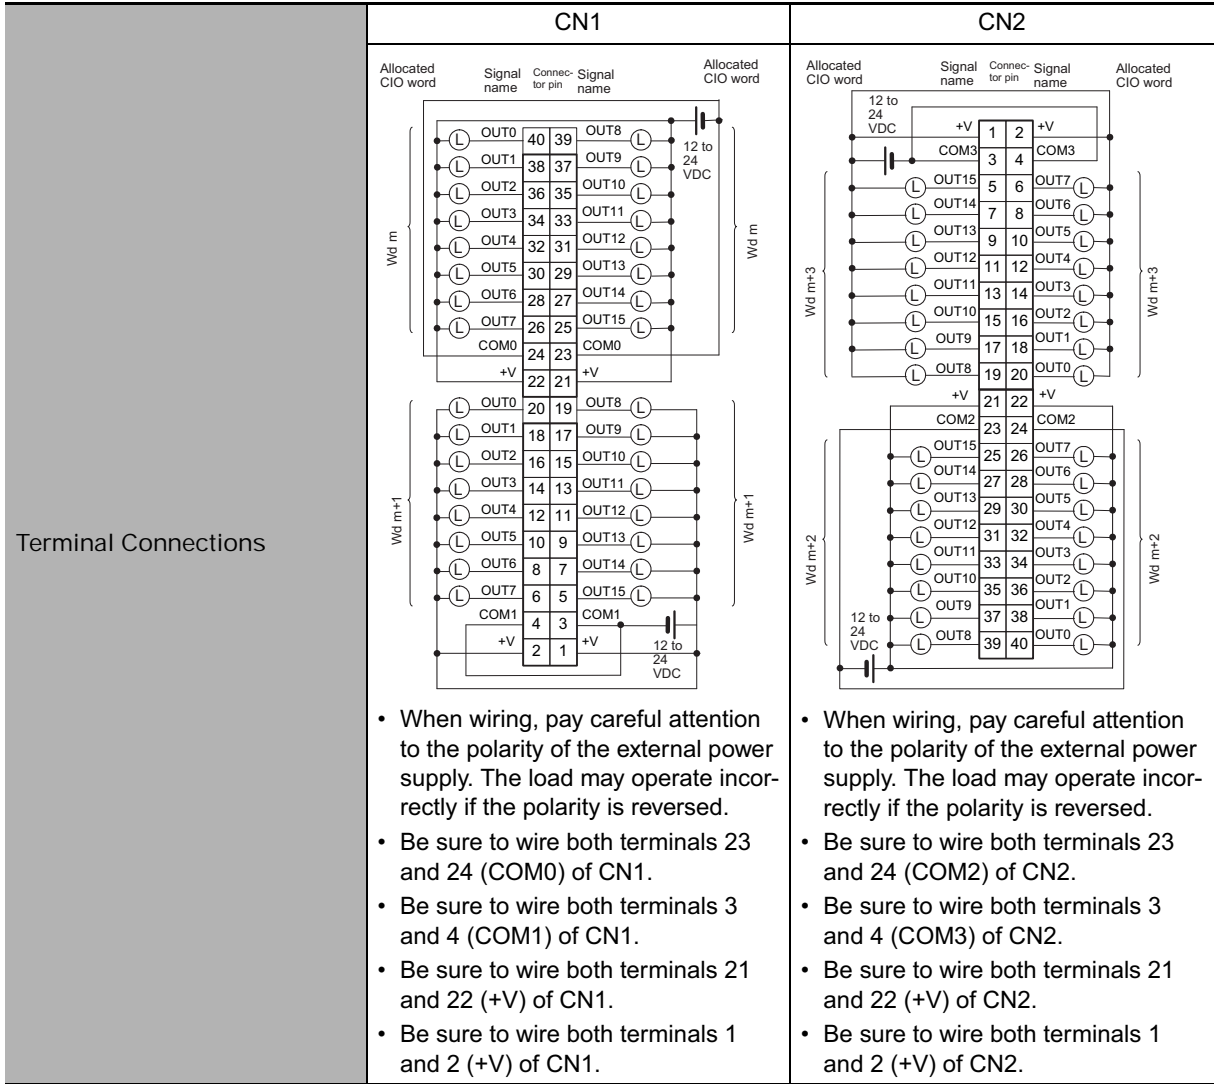 CN1
CN2
Terminal Connections
Allocated CIO word
Signal name
Connec- tor pin
Signal name
Allocated CIO word
12 to 24 VDC
L OUT0 40 39 OUT8 L
L OUT1 38 37 OUT9 L
L OUT2 36 35 OUT10 L
L OUT3 34 33 OUT11 L
L OUT4 32 31 OUT12 L
L OUT5 30 29 OUT13 L
L OUT6 28 27 OUT14 L
L OUT7 26 25 OUT15 L
COM0 24 23 COM0
+V 22 21 +V
Wd m
Wd m
L OUT0 20 19 OUT8 L
L OUT1 18 17 OUT9 L
L OUT2 16 15 OUT10 L
L OUT3 14 13 OUT11 L
L OUT4 12 11 OUT12 L
L OUT5 10 9 OUT13 L
L OUT6 8 7 OUT14 L
L OUT7 6 5 OUT15 L
COM1 4 3 COM1
+V 2 1 +V
Wd m+1
Wd m+1
12 to 24 VDC
• When wiring, pay careful attention
to the polarity of the external power
supply. The load may operate incor-
rectly if the polarity is reversed.
• Be sure to wire both terminals 23
and 24 (COM0) of CN1.
• Be sure to wire both terminals 3
and 4 (COM1) of CN1.
• Be sure to wire both terminals 21
and 22 (+V) of CN1.
• Be sure to wire both terminals 1
and 2 (+V) of CN1.
Allocated CIO word
Signal name
Connec- tor pin
Signal name
Allocated CIO word
12 to 24 VDC
+V 1 2 +V
COM3 3 4 COM3
L OUT15 5 6 OUT7 L
L OUT14 7 8 OUT6 L
L OUT13 9 10 OUT5 L
L OUT12 11 12 OUT4 L
L OUT11 13 14 OUT3 L
L OUT10 15 16 OUT2 L
L OUT9 17 18 OUT1 L
L OUT8 19 20 OUT0 L
Wd m+3
Wd m+3
+V 21 22 +V
COM2 23 24 COM2
L OUT15 25 26 OUT7 L
L OUT14 27 28 OUT6 L
L OUT13 29 30 OUT5 L
L OUT12 31 32 OUT4 L
L OUT11 33 34 OUT3 L
L OUT10 35 36 OUT2 L
L OUT9 37 38 OUT1 L
L OUT8 39 40 OUT0 L
Wd m+2
Wd m+2
12 to 24 VDC
• When wiring, pay careful attention
to the polarity of the external power
supply. The load may operate incor-
rectly if the polarity is reversed.
• Be sure to wire both terminals 23
and 24 (COM2) of CN2.
• Be sure to wire both terminals 3
and 4 (COM3) of CN2.
• Be sure to wire both terminals 21
and 22 (+V) of CN2.
• Be sure to wire both terminals 1
and 2 (+V) of CN2.